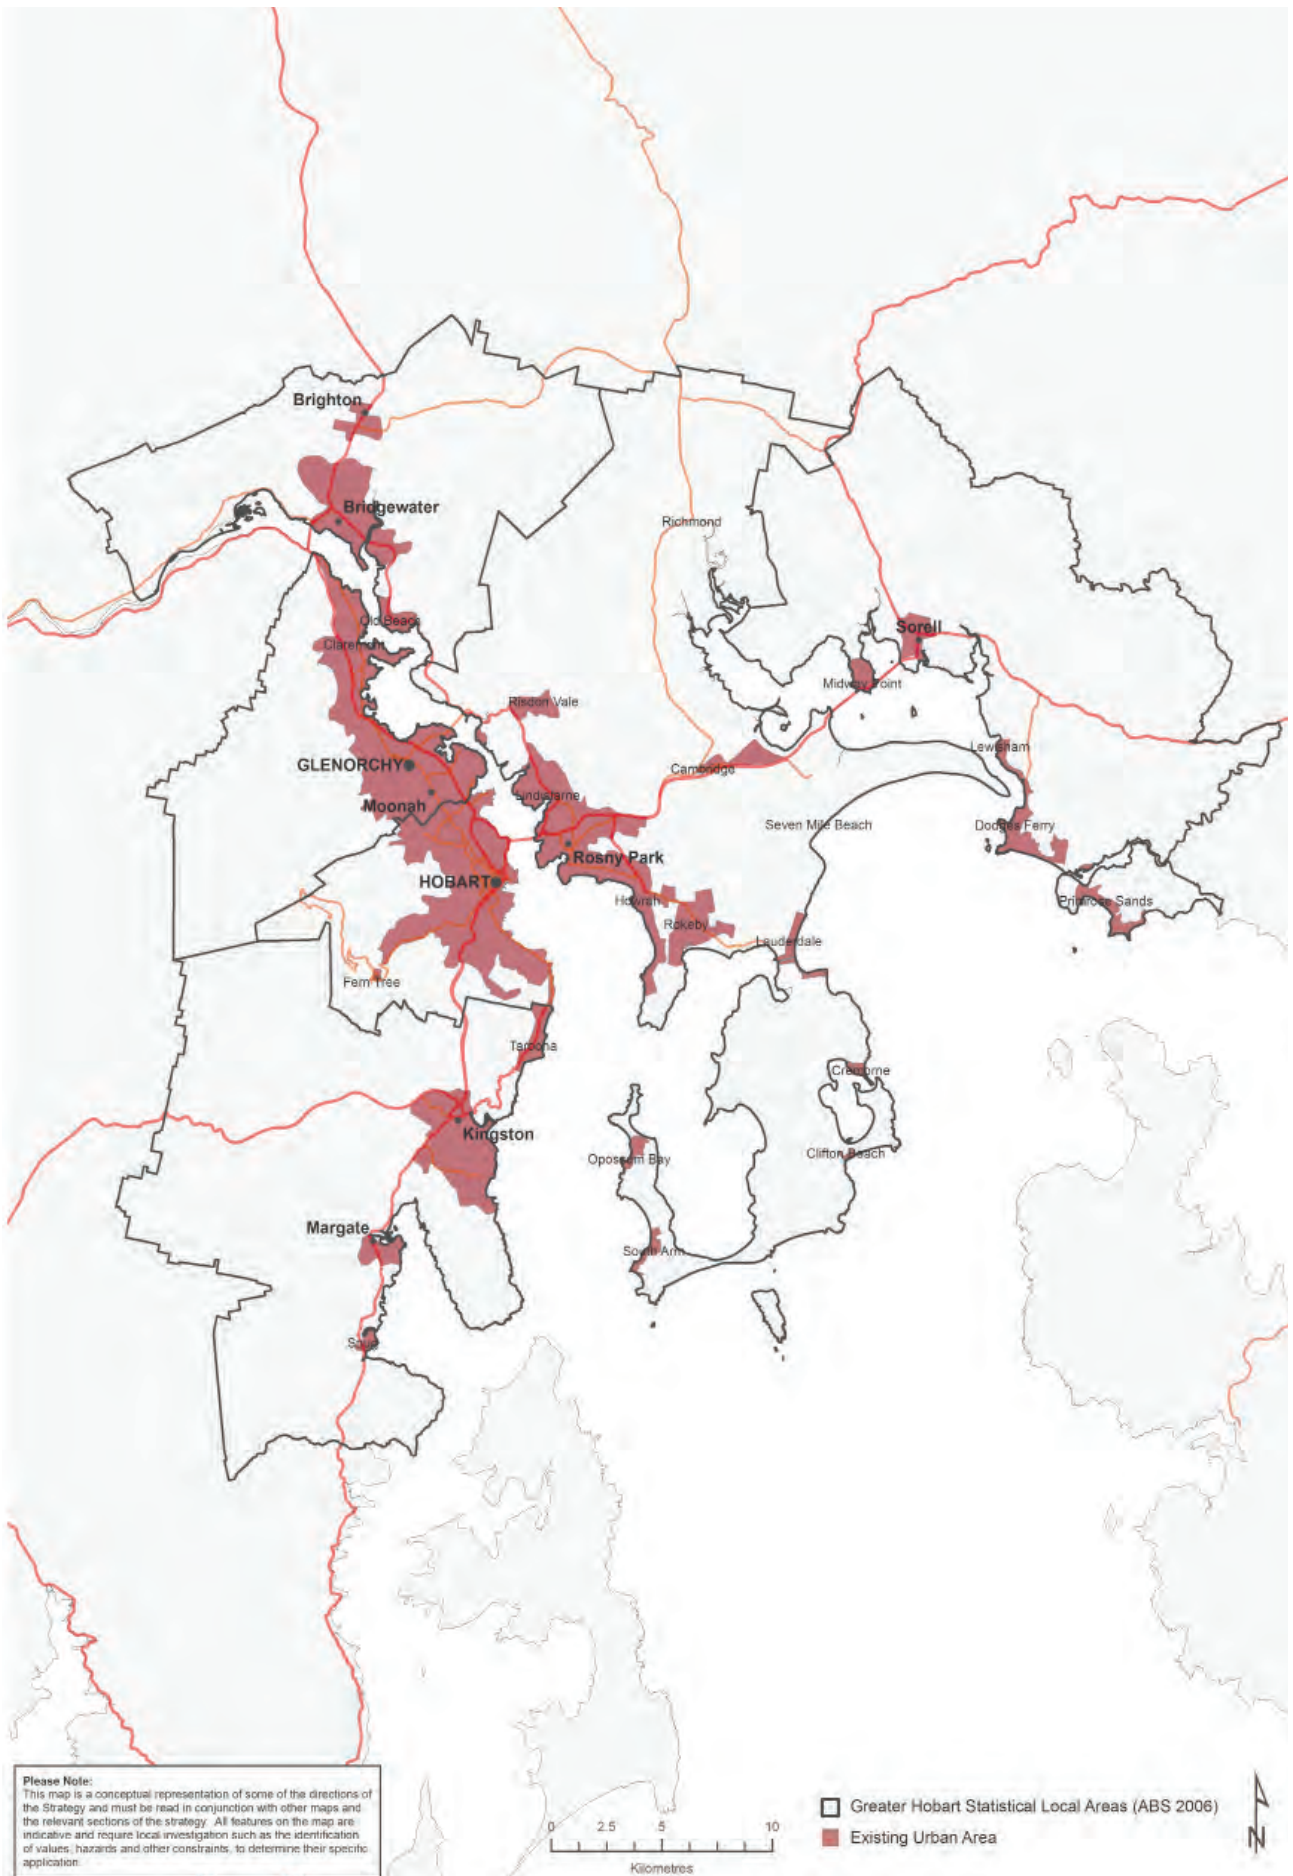 Brighton
Bridgewater
Richmond
Old Beach
Sorell
Claremont
Midway Point
Risdon Vale
Lewisham
GLENORCHY
Cambridge
Moonah
Lindisfarne
Seven Mile Beach
Dodges Ferry
Rosny Park
HOBART
Howrah
Primrose Sands
Rokeby
Lauderdale
Fern Tree
Taroona
Cremorne
Kingston
Opossum Bay
Clifton Beach
Margate
South Arm
Snug
Please Note:
This map is a conceptual representation of some of the directions of
the Strategy and must be read in conjunction with other maps and
the relevant sections of the strategy. All features on the map are
indicative and require local investigation such as the identification
of values, hazards and other constraints, to determine their specific
application.
0 2.5 5 10
Kilometres
Greater Hobart Statistical Local Areas (ABS 2006)
Existing Urban Area
N